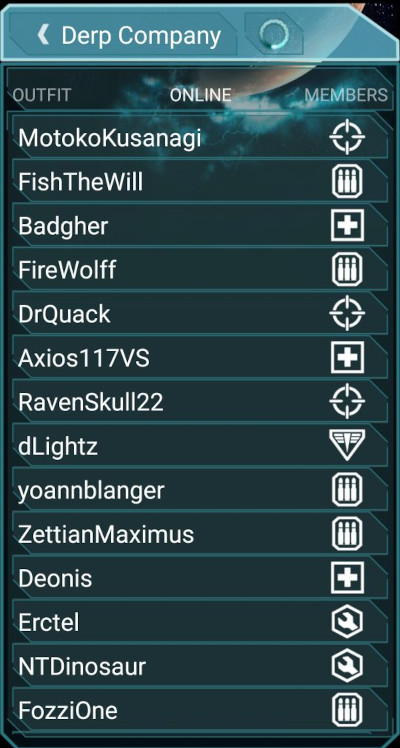 Derp Company
OUTFIT ONLINE MEMBERS
MotokoKusanagi
FishTheWill
Badgher
FireWolff
DrQuack
Axios117VS
RavenSkull22
dLightz
yoannblanger
ZettianMaximus
Deonis
Erctel
NTDinosaur
FozziOne